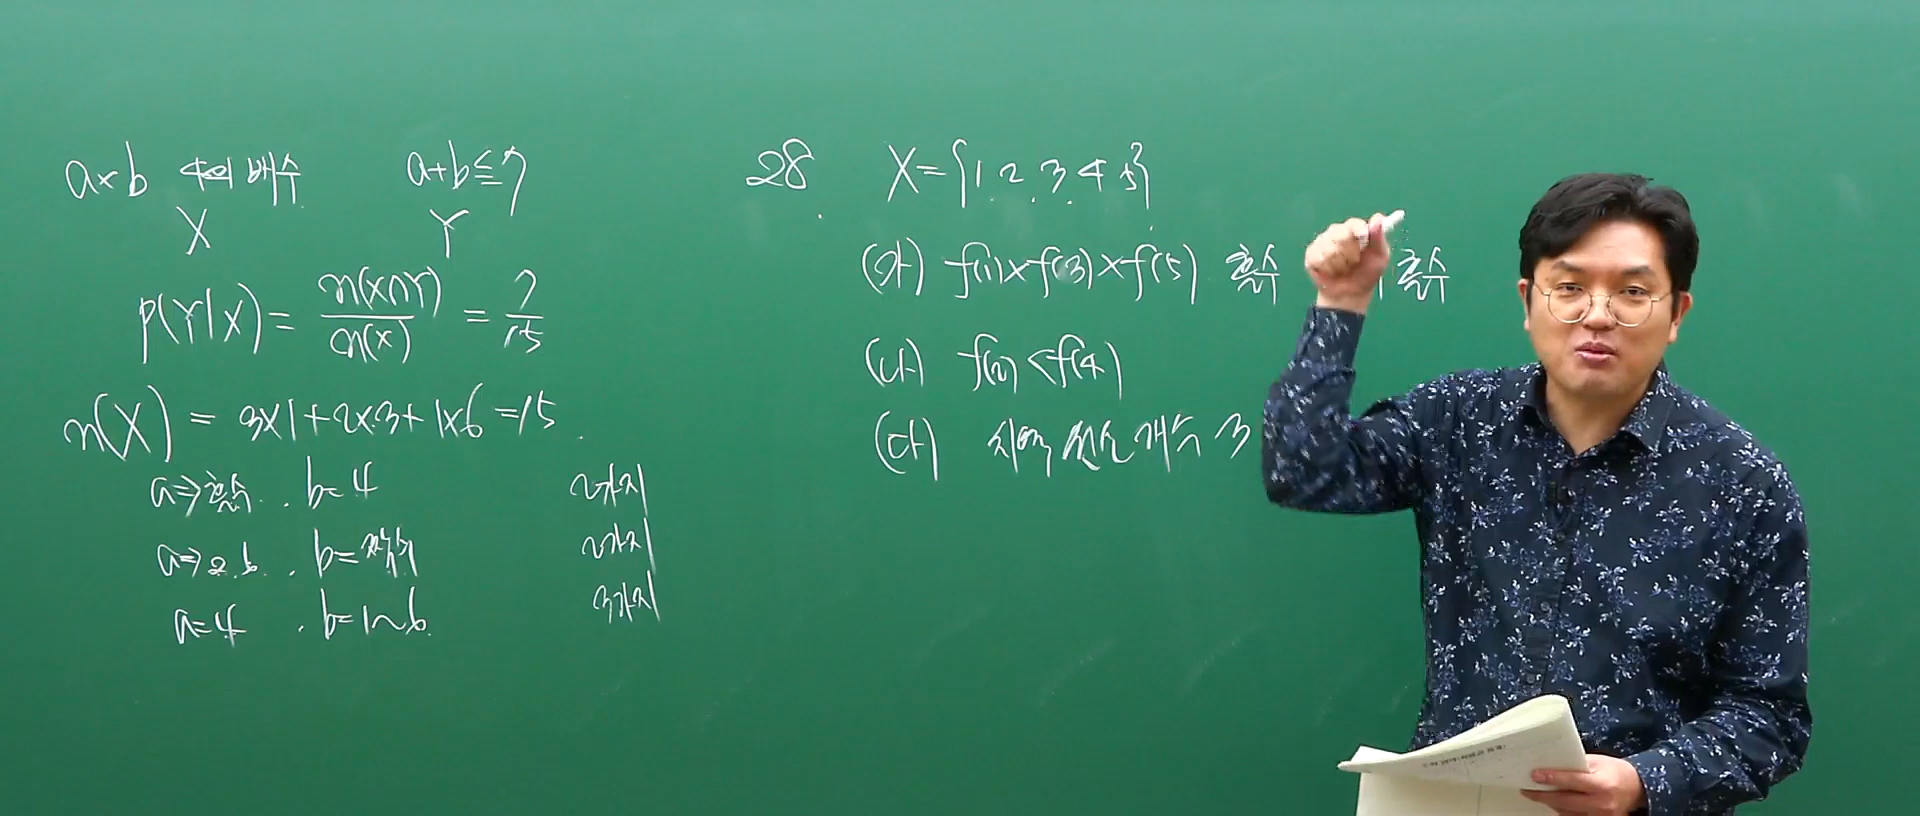 a×b 4의 배수 a+b≤7
X Y
P(Y|X) = n(X∩Y)/n(X) = 7/15
n(X) = 3×1+2×3+1×6=15.
a⇒홀수. b=4 2가지
a⇒2.6. b=짝수 2가지
a=4. b=1~6. 3가지
28. X={1 2 3 4 5}
(가) f(1)×f(3)×f(5) 홀수 홀수
(나) f(2)<f(4)
(다) 치역 원소 개수 3